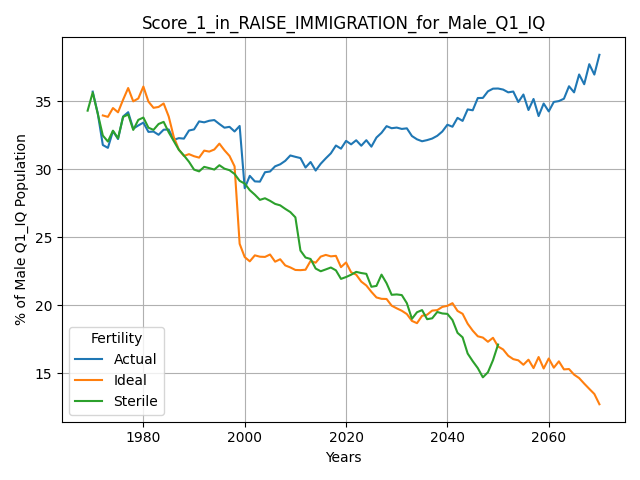 Score_1_in_RAISE_IMMIGRATION_for_Male_Q1_IQ
% of Male Q1_IQ Population
35
30
25
20
15
Fertility
Actual
Ideal
Sterile
1980
2000
2020
2040
2060
Years